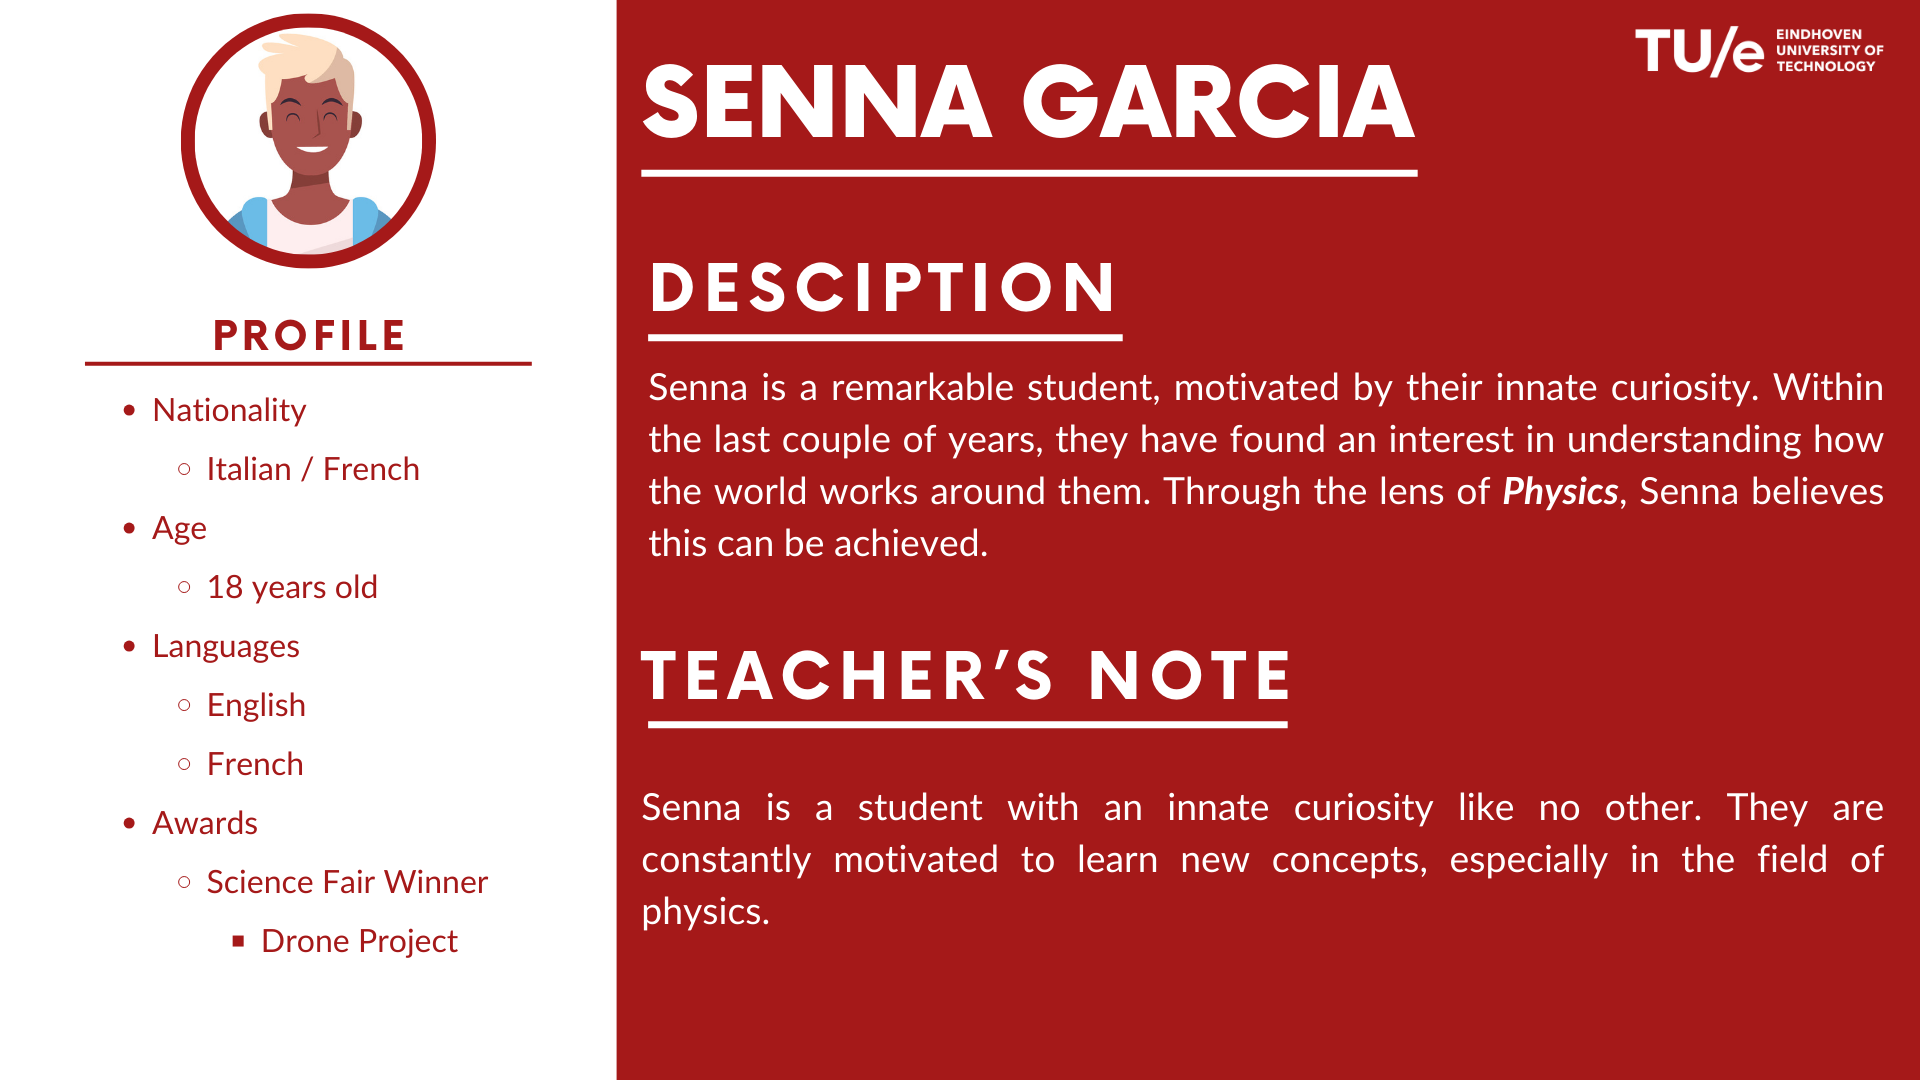 PROFILE
Nationality
Italian / French
Age
18 years old
Languages
English
French
Awards
Science Fair Winner
Drone Project
TU/e EINDHOVEN
UNIVERSITY OF
TECHNOLOGY
SENNA GARCIA
DESCIPTION
Senna is a remarkable student, motivated by their innate curiosity. Within
the last couple of years, they have found an interest in understanding how
the world works around them. Through the lens of Physics, Senna believes
this can be achieved.
TEACHER’S NOTE
Senna is a student with an innate curiosity like no other. They are
constantly motivated to learn new concepts, especially in the field of
physics.